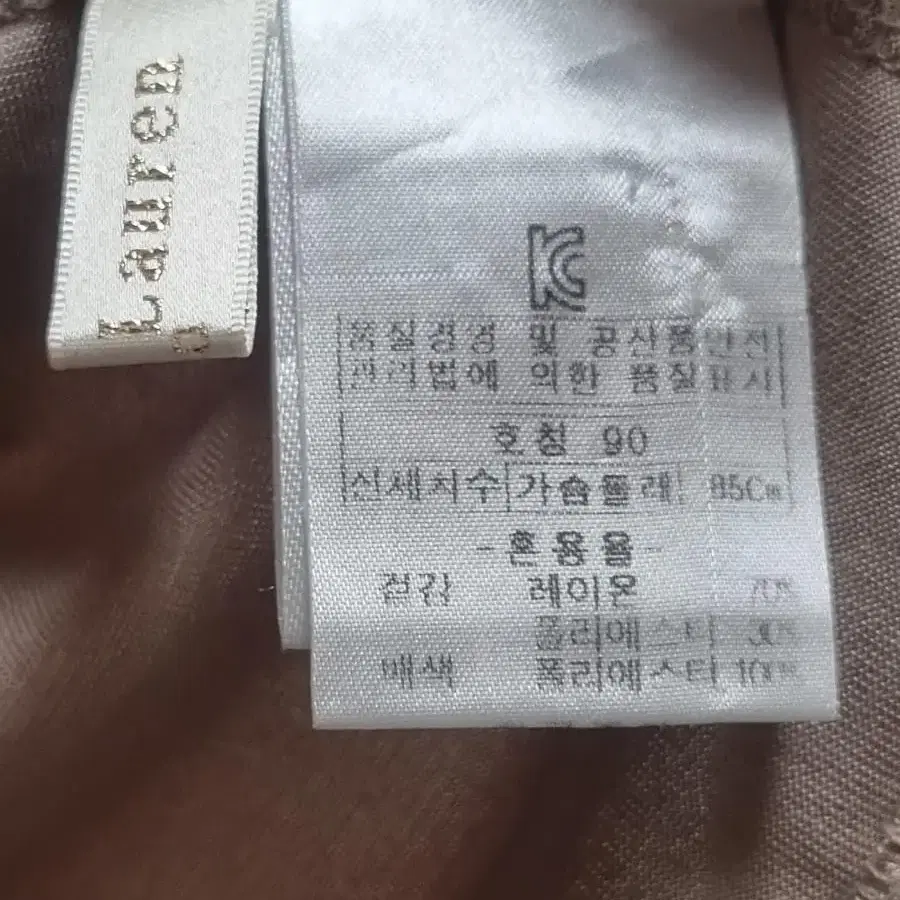 Lauren
KC
품질경영 및 공산품안전
관리법에 의한 품질표시
호칭 90
신체치수 가슴둘레 85Cm
-혼용율-
겉감 레이온 70%
폴리에스터 30%
배색 폴리에스터 100%